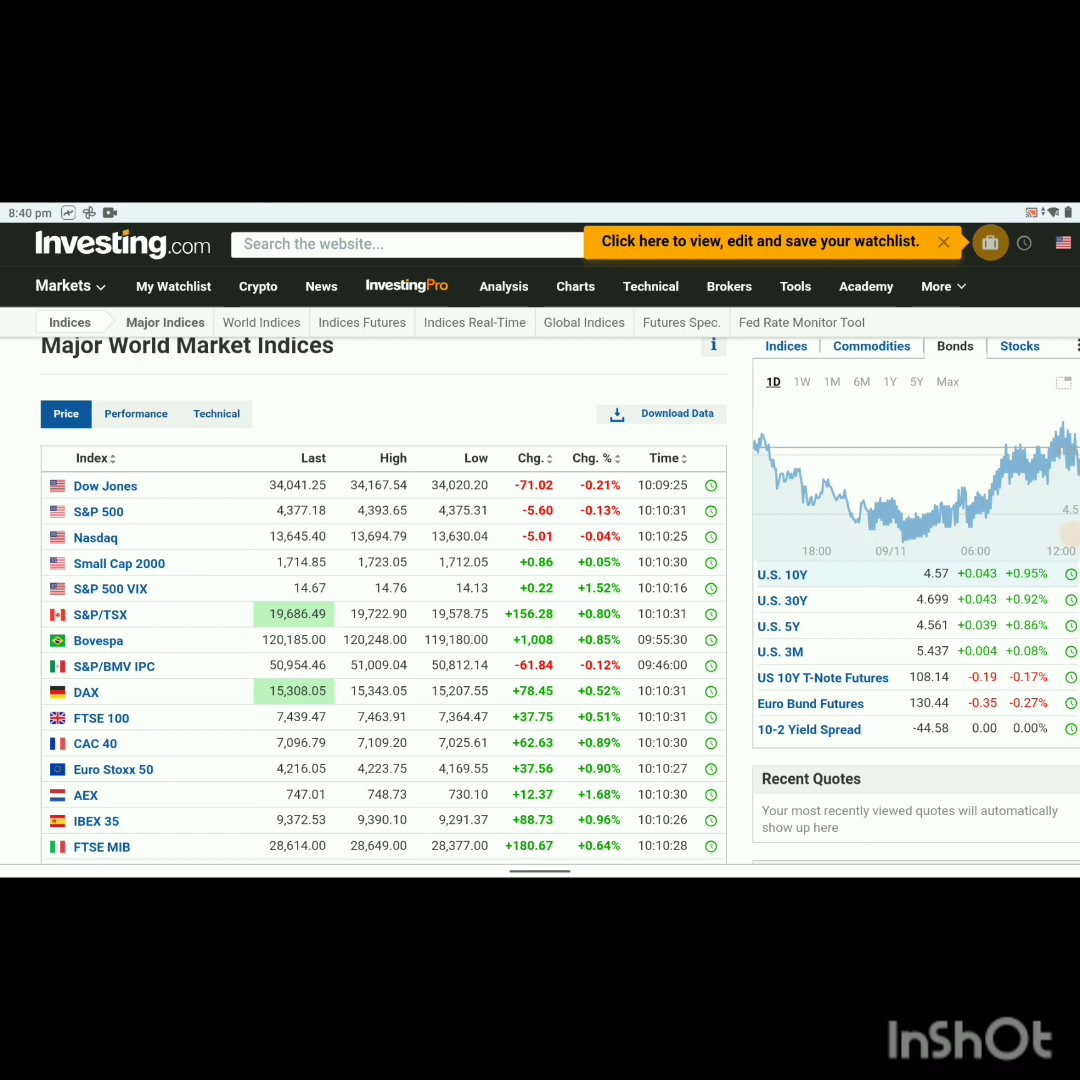 8:40 pm
Investing.com
Search the website...
Click here to view, edit and save your watchlist.
Markets My Watchlist Crypto News InvestingPro Analysis Charts Technical Brokers Tools Academy More
Indices Major Indices World Indices Indices Futures Indices Real-Time Global Indices Futures Spec. Fed Rate Monitor Tool
Major World Market Indices
Price Performance Technical
Download Data
Index Last High Low Chg. Chg. % Time
Dow Jones 34,041.25 34,167.54 34,020.20 -71.02 -0.21% 10:09:25
S&P 500 4,377.18 4,393.65 4,375.31 -5.60 -0.13% 10:10:31
Nasdaq 13,645.40 13,694.79 13,630.04 -5.01 -0.04% 10:10:25
Small Cap 2000 1,714.85 1,723.05 1,712.05 +0.86 +0.05% 10:10:30
S&P 500 VIX 14.67 14.76 14.13 +0.22 +1.52% 10:10:16
S&P/TSX 19,686.49 19,722.90 19,578.75 +156.28 +0.80% 10:10:31
Bovespa 120,185.00 120,248.00 119,180.00 +1,008 +0.85% 09:55:30
S&P/BMV IPC 50,954.46 51,009.04 50,812.14 -61.84 -0.12% 09:46:00
DAX 15,308.05 15,343.05 15,207.55 +78.45 +0.52% 10:10:31
FTSE 100 7,439.47 7,463.91 7,364.47 +37.75 +0.51% 10:10:31
CAC 40 7,096.79 7,109.20 7,025.61 +62.63 +0.89% 10:10:30
Euro Stoxx 50 4,216.05 4,223.75 4,169.55 +37.56 +0.90% 10:10:27
AEX 747.01 748.73 730.10 +12.37 +1.68% 10:10:30
IBEX 35 9,372.53 9,390.10 9,291.37 +88.73 +0.96% 10:10:26
FTSE MIB 28,614.00 28,649.00 28,377.00 +180.67 +0.64% 10:10:28
Indices Commodities Bonds Stocks
1D 1W 1M 6M 1Y 5Y Max
4.5
18:00 09/11 06:00 12:00
U.S. 10Y 4.57 +0.043 +0.95%
U.S. 30Y 4.699 +0.043 +0.92%
U.S. 5Y 4.561 +0.039 +0.86%
U.S. 3M 5.437 +0.004 +0.08%
US 10Y T-Note Futures 108.14 -0.19 -0.17%
Euro Bund Futures 130.44 -0.35 -0.27%
10-2 Yield Spread -44.58 0.00 0.00%
Recent Quotes
Your most recently viewed quotes will automatically
show up here
InShOt